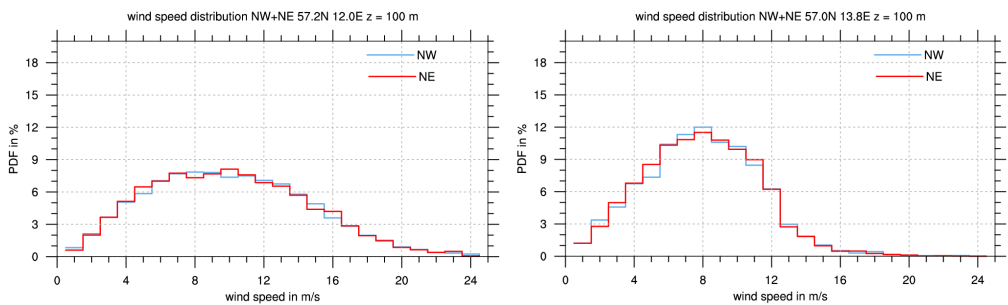 wind speed distribution NW+NE 57.2N 12.0E z = 100 m
NW
NE
PDF in %
18
15
12
9
6
3
0
0 4 8 12 16 20 24
wind speed in m/s
wind speed distribution NW+NE 57.0N 13.8E z = 100 m
NW
NE
PDF in %
18
15
12
9
6
3
0
0 4 8 12 16 20 24
wind speed in m/s